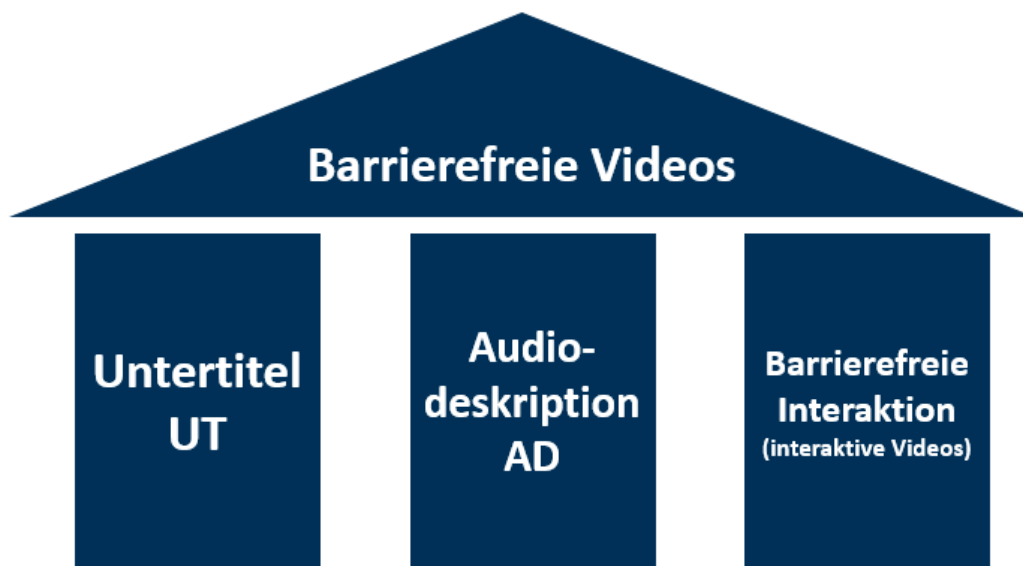 Barrierefreie Videos
Untertitel
UT
Audio-
deskription
AD
Barrierefreie
Interaktion
(interaktive Videos)